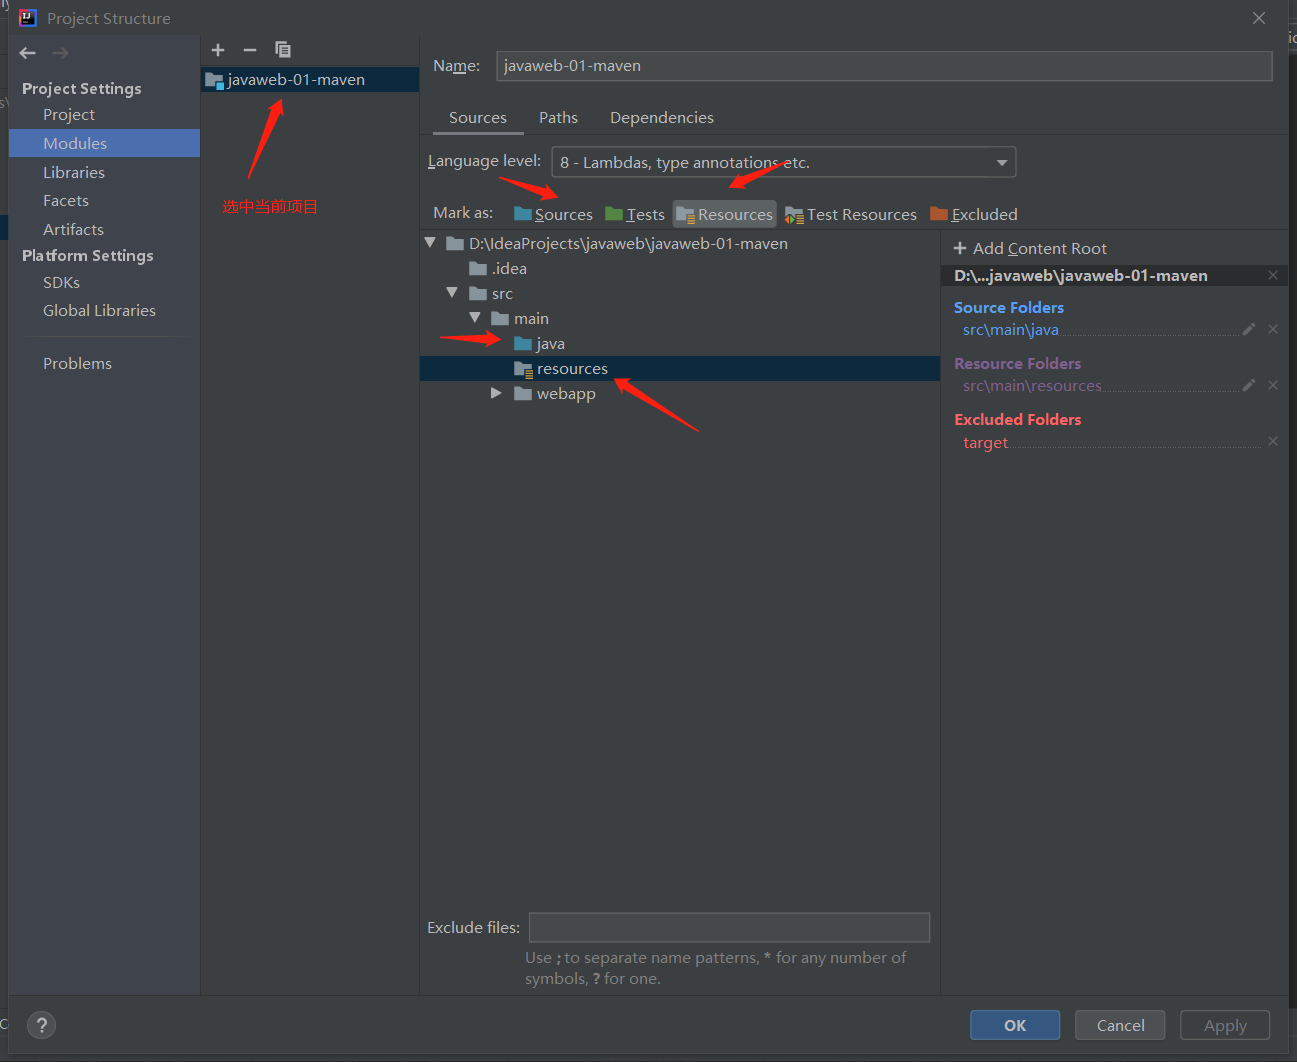 Project Structure
Project Settings
Project
Modules
Libraries
Facets
Artifacts
Platform Settings
SDKs
Global Libraries
Problems
javaweb-01-maven
选中当前项目
Name: javaweb-01-maven
Sources Paths Dependencies
Language level: 8 - Lambdas, type annotations etc.
Mark as: Sources Tests Resources Test Resources Excluded
D:\IdeaProjects\javaweb\javaweb-01-maven
.idea
src
main
java
resources
webapp
+ Add Content Root
D:\...javaweb\javaweb-01-maven
Source Folders
src\main\java
Resource Folders
src\main\resources
Excluded Folders
target
Exclude files:
Use ; to separate name patterns, * for any number of
symbols, ? for one.
?
OK Cancel Apply